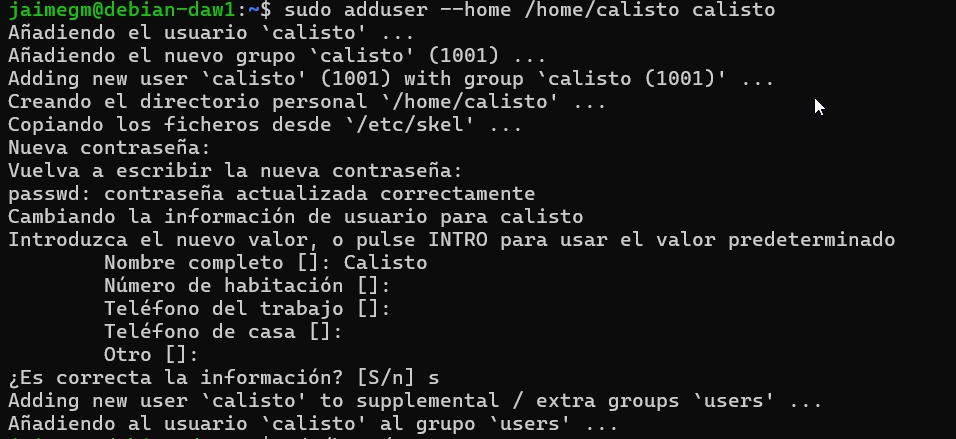 jaimegm@debian-daw1:~$ sudo adduser --home /home/calisto calisto
Añadiendo el usuario `calisto' ...
Añadiendo el nuevo grupo `calisto' (1001) ...
Adding new user `calisto' (1001) with group `calisto (1001)' ...
Creando el directorio personal `/home/calisto' ...
Copiando los ficheros desde `/etc/skel' ...
Nueva contraseña:
Vuelva a escribir la nueva contraseña:
passwd: contraseña actualizada correctamente
Cambiando la información de usuario para calisto
Introduzca el nuevo valor, o pulse INTRO para usar el valor predeterminado
        Nombre completo []: Calisto
        Número de habitación []:
        Teléfono del trabajo []:
        Teléfono de casa []:
        Otro []:
¿Es correcta la información? [S/n] s
Adding new user `calisto' to supplemental / extra groups `users' ...
Añadiendo al usuario `calisto' al grupo `users' ...